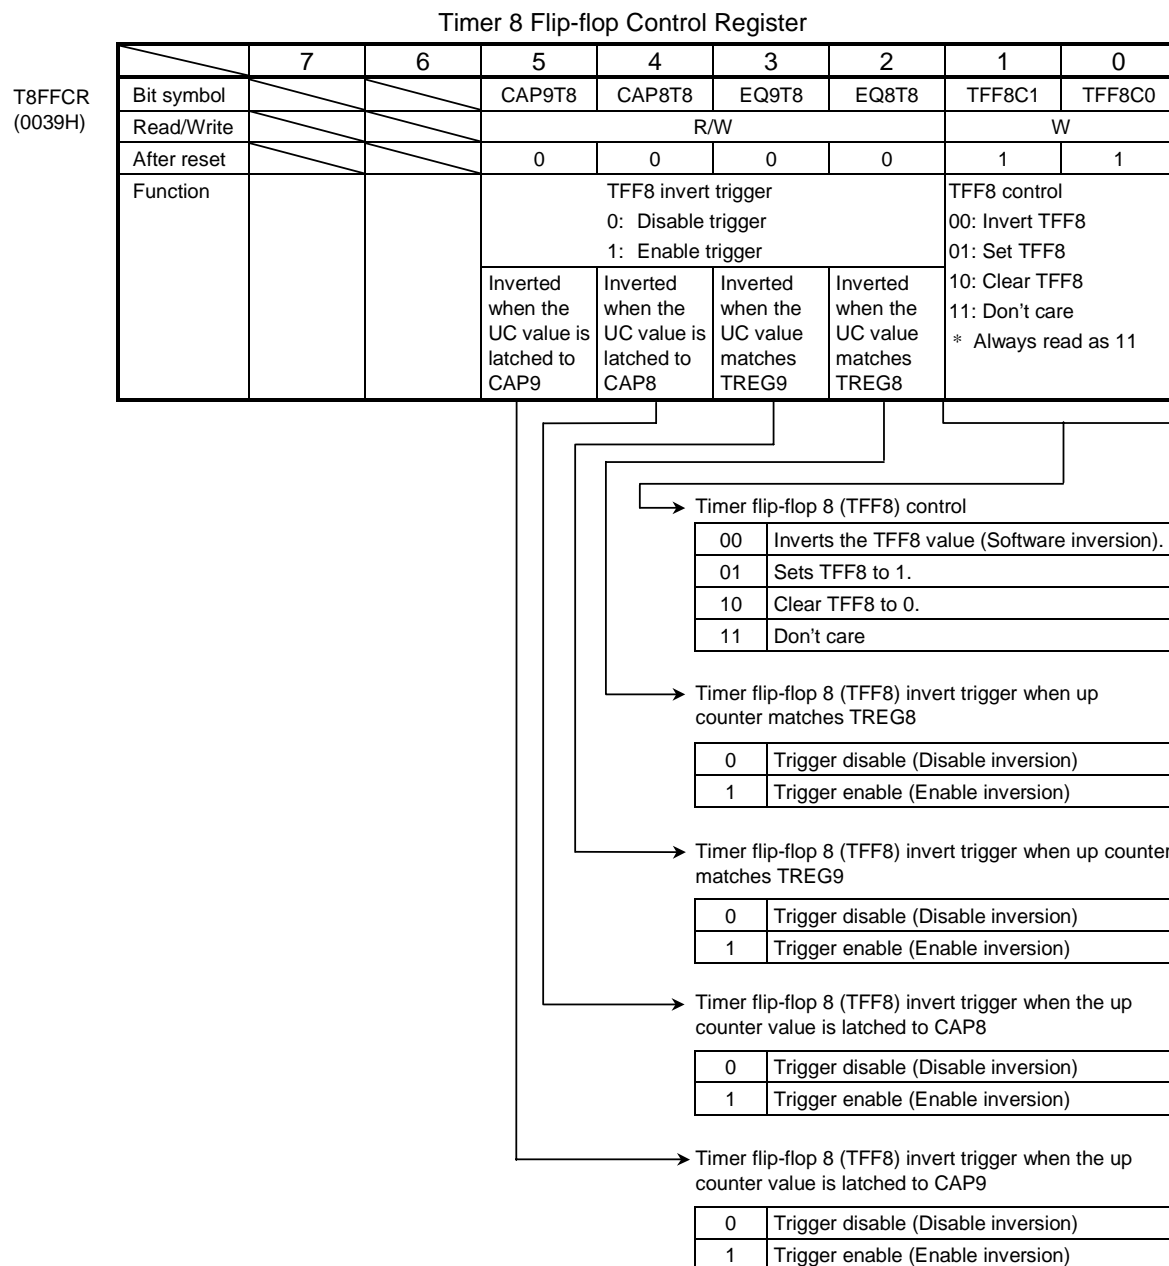 Timer 8 Flip-flop Control Register
7 6 5 4 3 2 1 0
T8FFCR
(0039H)
Bit symbol CAP9T8 CAP8T8 EQ9T8 EQ8T8 TFF8C1 TFF8C0
Read/Write R/W W
After reset 0 0 0 0 1 1
Function
TFF8 invert trigger
0: Disable trigger
1: Enable trigger
Inverted
when the
UC value is
latched to
CAP9
Inverted
when the
UC value is
latched to
CAP8
Inverted
when the
UC value
matches
TREG9
Inverted
when the
UC value
matches
TREG8
TFF8 control
00: Invert TFF8
01: Set TFF8
10: Clear TFF8
11: Don't care
* Always read as 11
Timer flip-flop 8 (TFF8) control
00 Inverts the TFF8 value (Software inversion).
01 Sets TFF8 to 1.
10 Clear TFF8 to 0.
11 Don't care
Timer flip-flop 8 (TFF8) invert trigger when up
counter matches TREG8
0 Trigger disable (Disable inversion)
1 Trigger enable (Enable inversion)
Timer flip-flop 8 (TFF8) invert trigger when up counter
matches TREG9
0 Trigger disable (Disable inversion)
1 Trigger enable (Enable inversion)
Timer flip-flop 8 (TFF8) invert trigger when the up
counter value is latched to CAP8
0 Trigger disable (Disable inversion)
1 Trigger enable (Enable inversion)
Timer flip-flop 8 (TFF8) invert trigger when the up
counter value is latched to CAP9
0 Trigger disable (Disable inversion)
1 Trigger enable (Enable inversion)